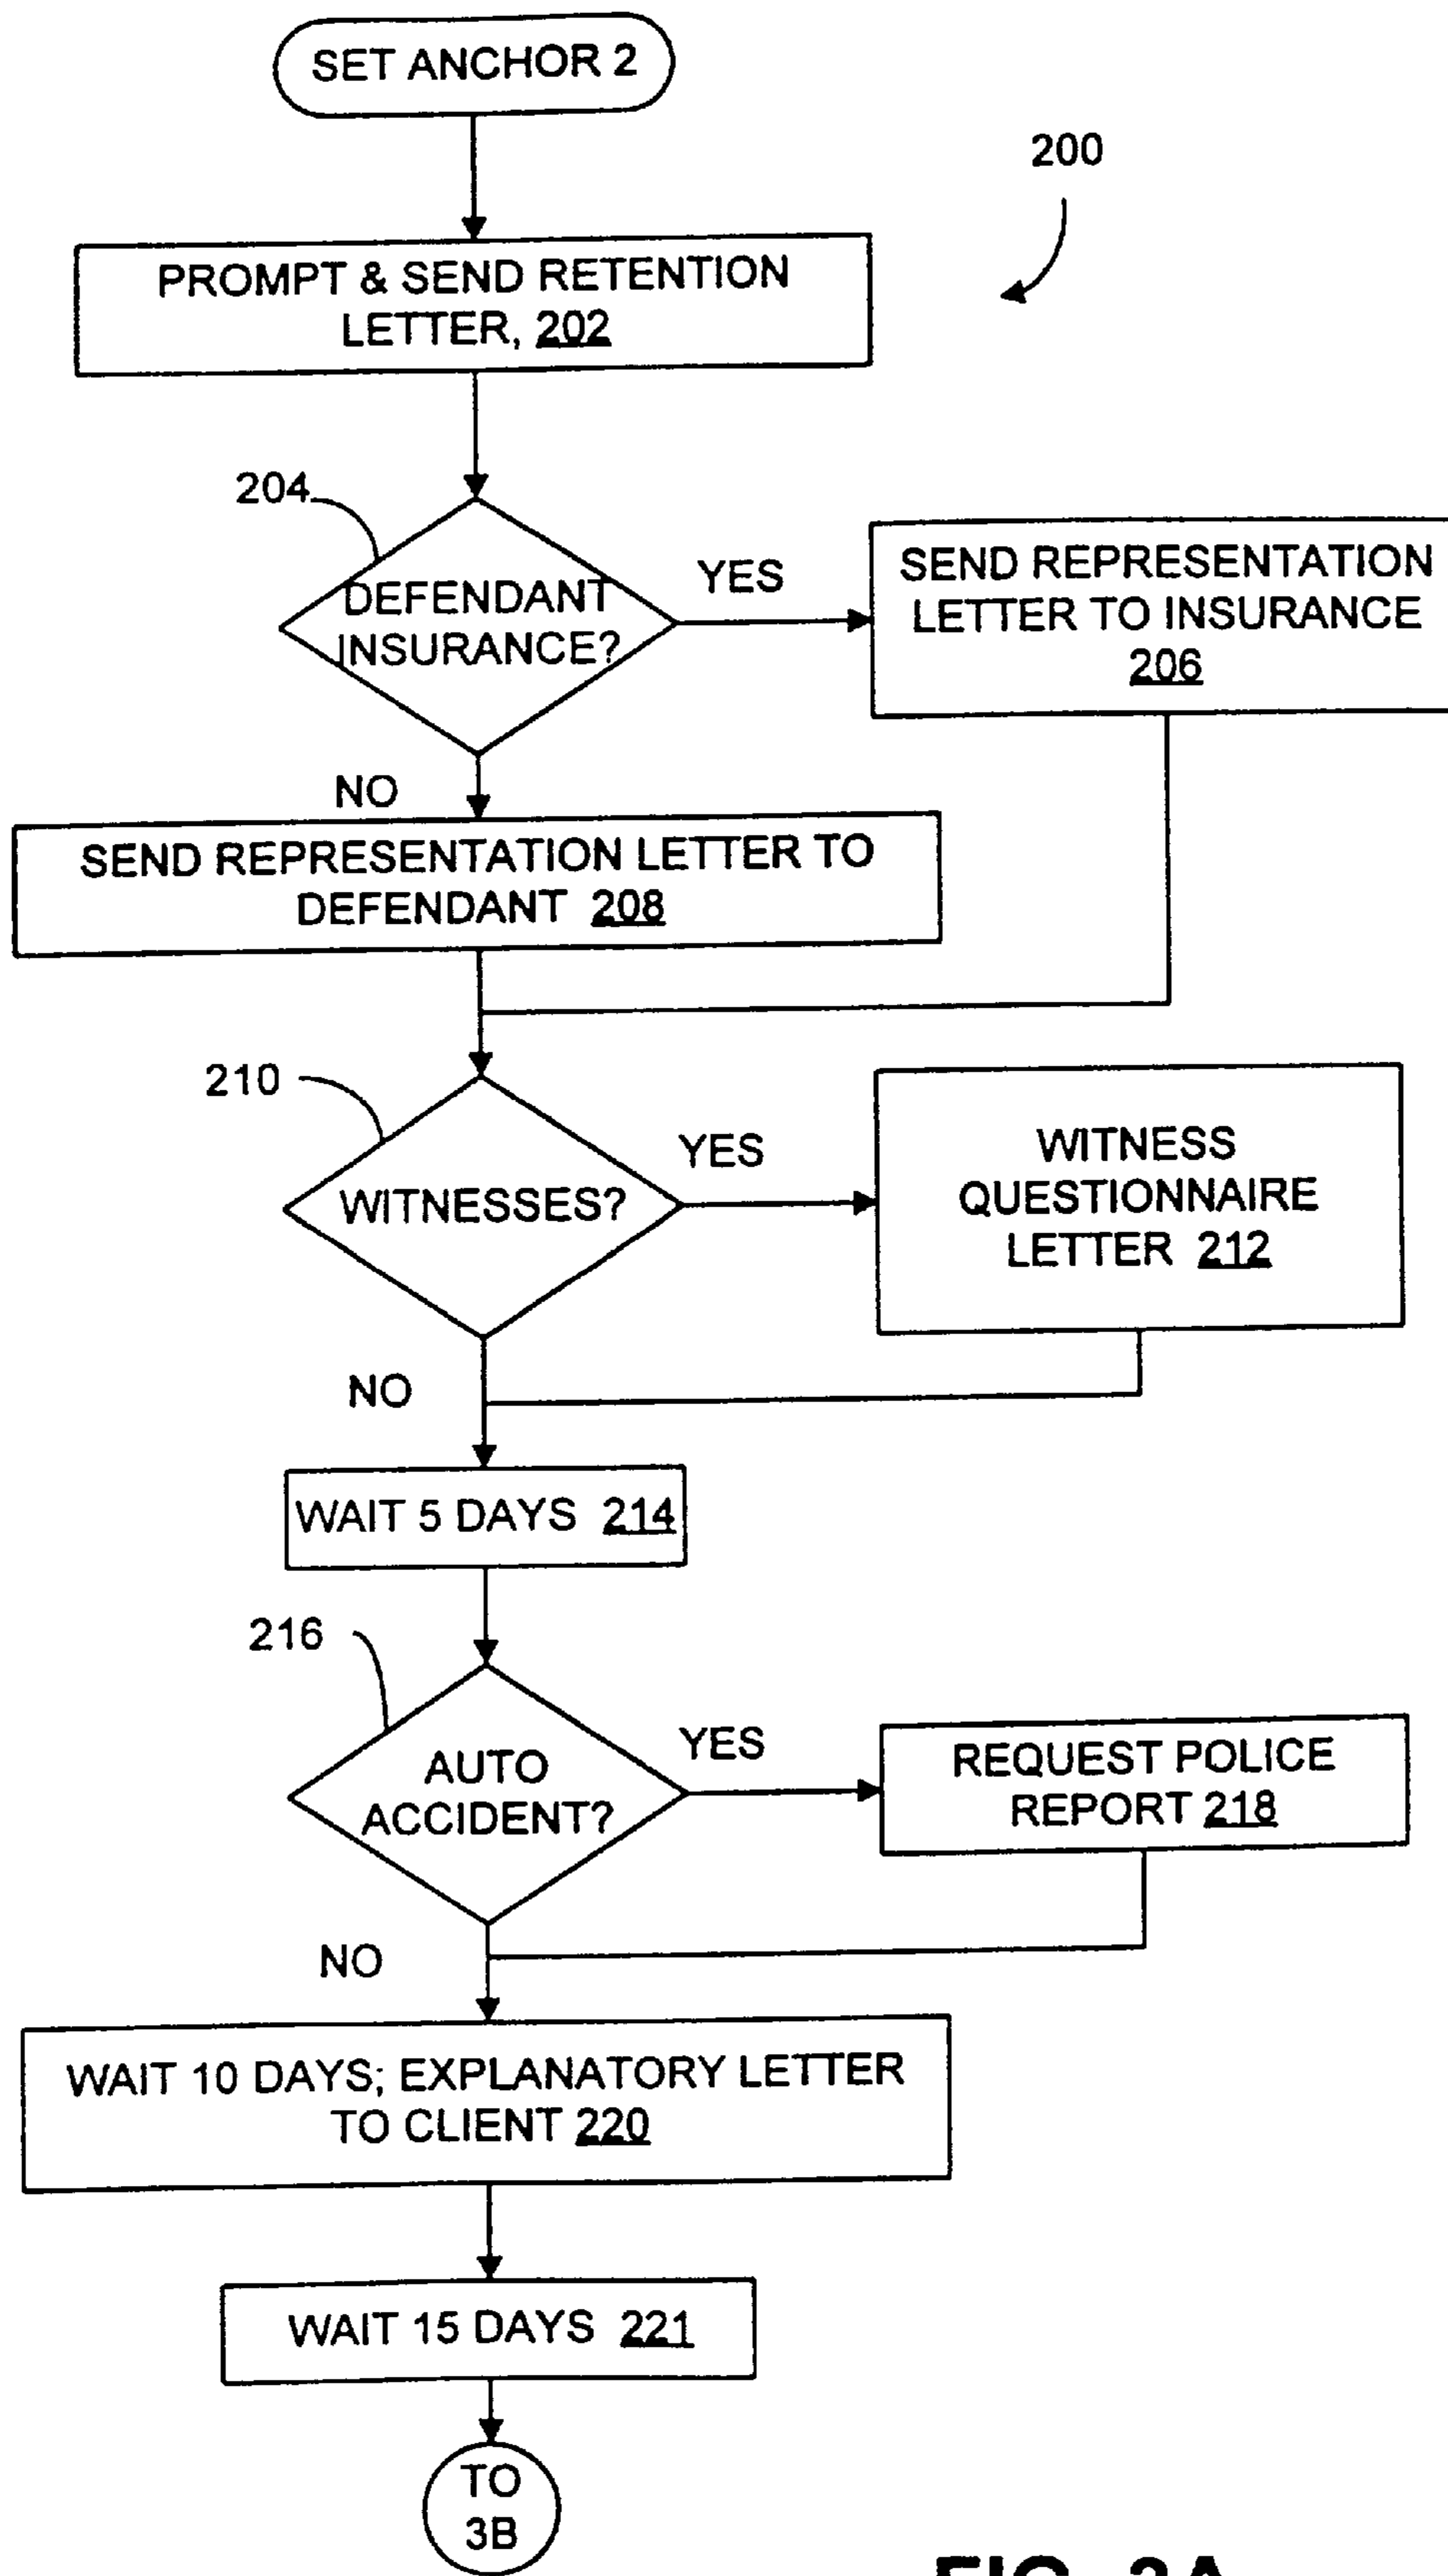 SET ANCHOR 2
200
PROMPT & SEND RETENTION
LETTER, 202
204
DEFENDANT
INSURANCE?
YES
SEND REPRESENTATION
LETTER TO INSURANCE
206
NO
SEND REPRESENTATION LETTER TO
DEFENDANT 208
210
WITNESSES?
YES
WITNESS
QUESTIONNAIRE
LETTER 212
NO
WAIT 5 DAYS 214
216
AUTO
ACCIDENT?
YES
REQUEST POLICE
REPORT 218
NO
WAIT 10 DAYS; EXPLANATORY LETTER
TO CLIENT 220
WAIT 15 DAYS 221
TO
3B